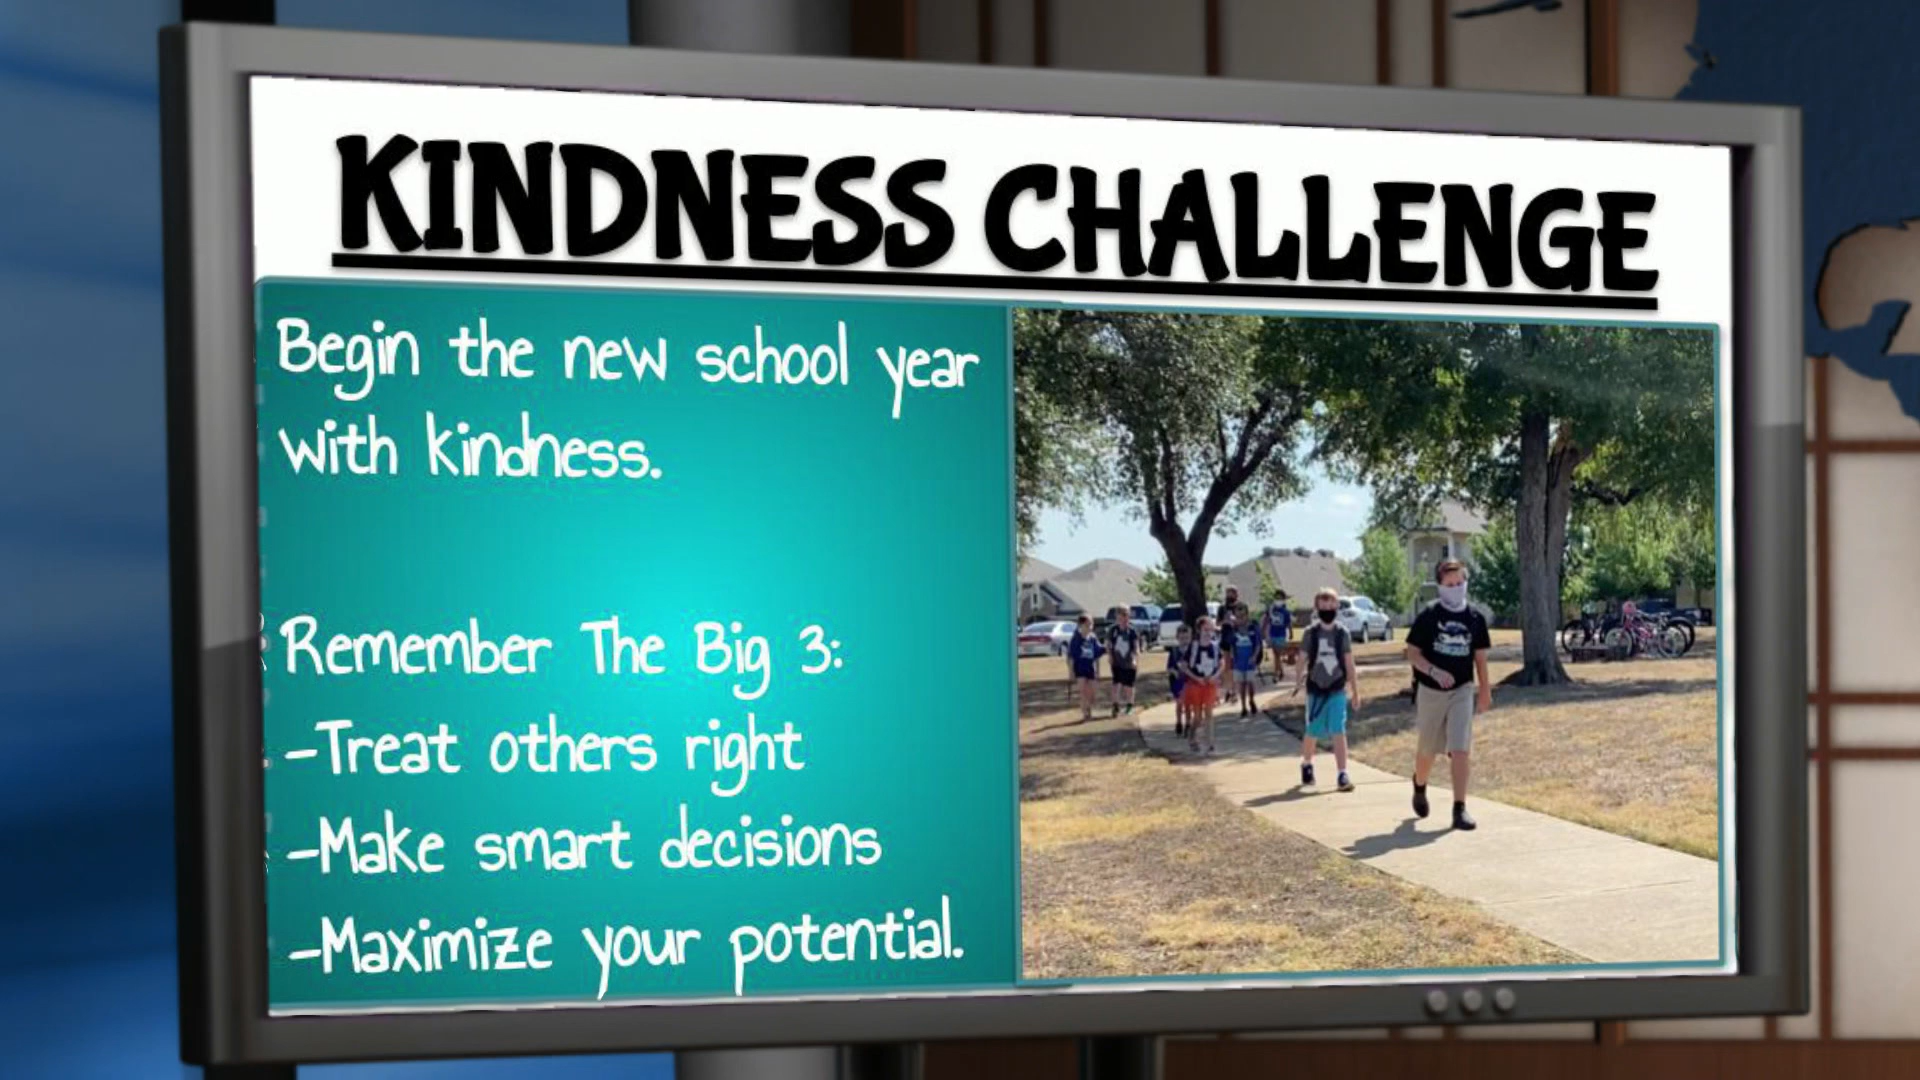 KINDNESS CHALLENGE
Begin the new school year
with kindness.
Remember The Big 3:
-Treat others right
-Make smart decisions
-Maximize your potential.